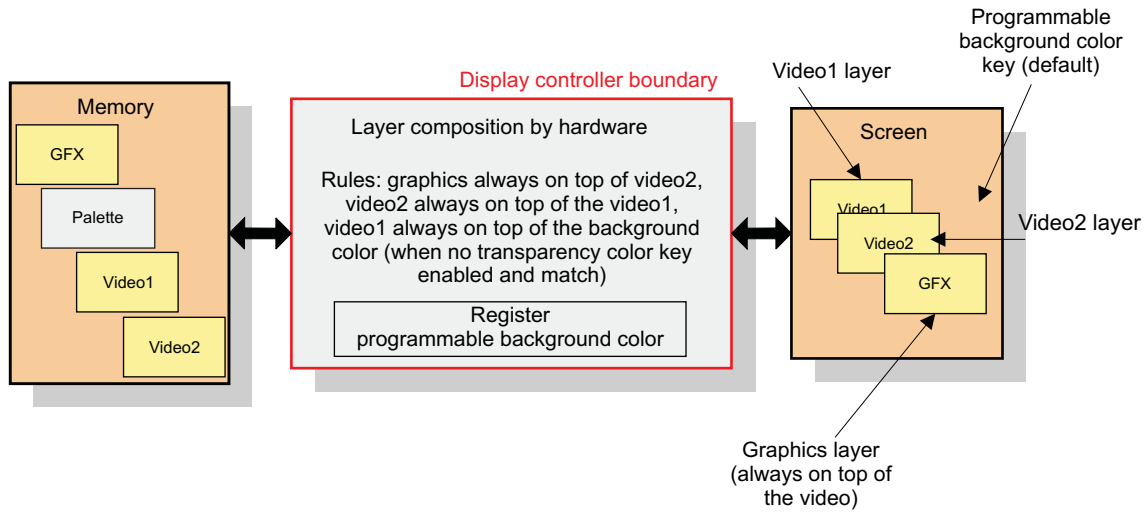 Programmable
background color
key (default)
Display controller boundary
Video1 layer
Memory
GFX
Palette
Video1
Video2
Layer composition by hardware
Rules: graphics always on top of video2,
video2 always on top of the video1,
video1 always on top of the background
color (when no transparency color key
enabled and match)
Register
programmable background color
Screen
Video1
Video2
GFX
Video2 layer
Graphics layer
(always on top of
the video)